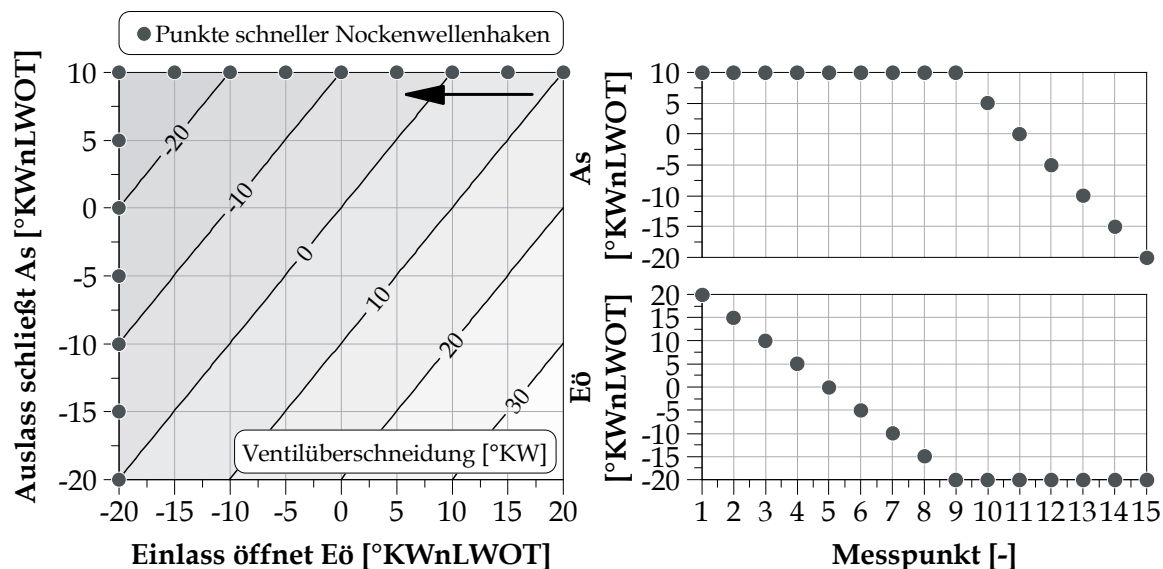 Punkte schneller Nockenwellenhaken
Auslass schließt As [°KWnLWOT]
10
5
0
-5
-10
-15
-20
-20
-10
0
10
20
30
Ventilüberschneidung [°KW]
-20 -15 -10 -5 0 5 10 15 20
Einlass öffnet Eö [°KWnLWOT]
As
[°KWnLWOT]
10
5
0
-5
-10
-15
-20
Eö
[°KWnLWOT]
20
15
10
5
0
-5
-10
-15
-20
1 2 3 4 5 6 7 8 9 10 11 12 13 14 15
Messpunkt [-]